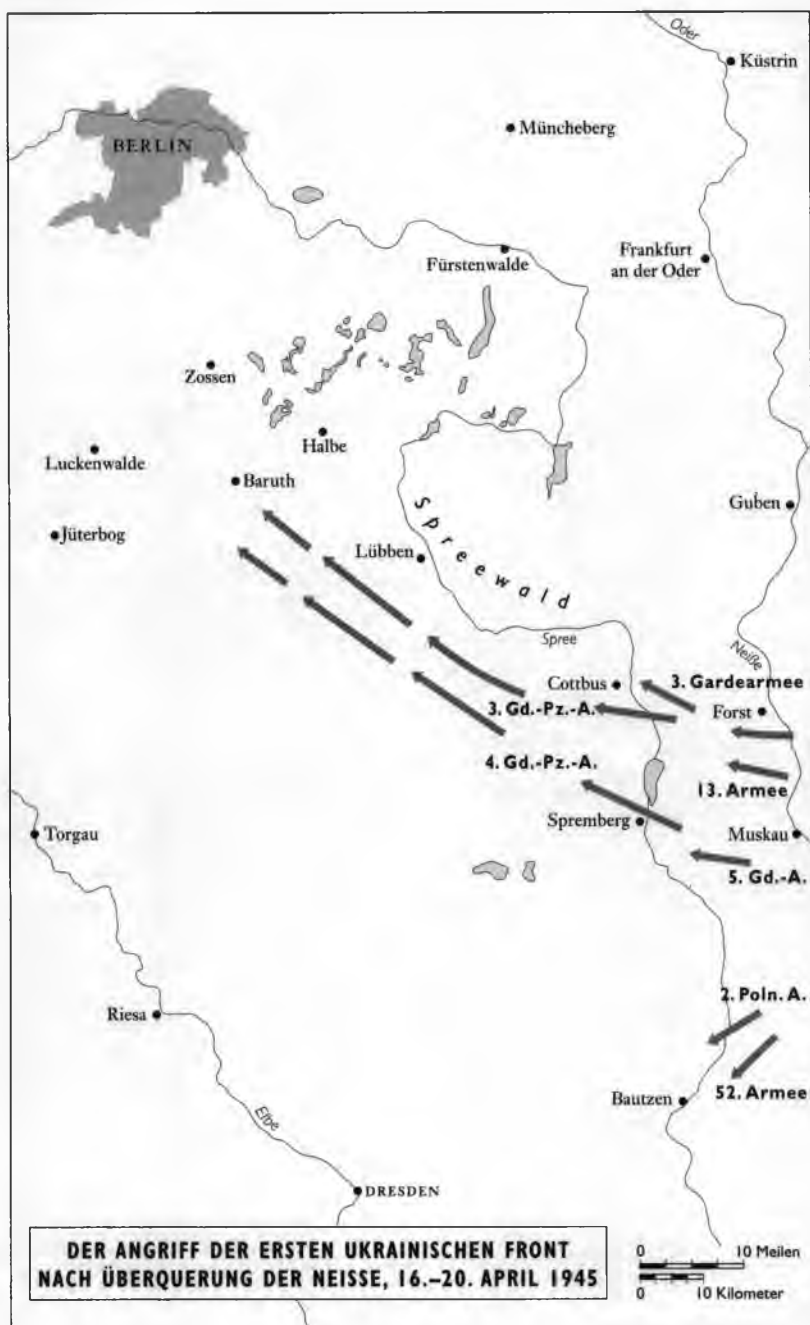 Oder
Küstrin
Müncheberg
BERLIN
Frankfurt
an der Oder
Fürstenwalde
Zossen
Halbe
Luckenwalde
Baruth
Guben
Jüterbog
Lübben
Spreewald
Spree
Neiße
Cottbus
3. Gardearmee
3. Gd.-Pz.-A.
Forst
4. Gd.-Pz.-A.
13. Armee
Spremberg
Torgau
Muskau
5. Gd.-A.
2. Poln. A.
Riesa
52. Armee
Bautzen
Elbe
DRESDEN
DER ANGRIFF DER ERSTEN UKRAINISCHEN FRONT
NACH ÜBERQUERUNG DER NEISSE, 16.–20. APRIL 1945
0 10 Meilen
0 10 Kilometer